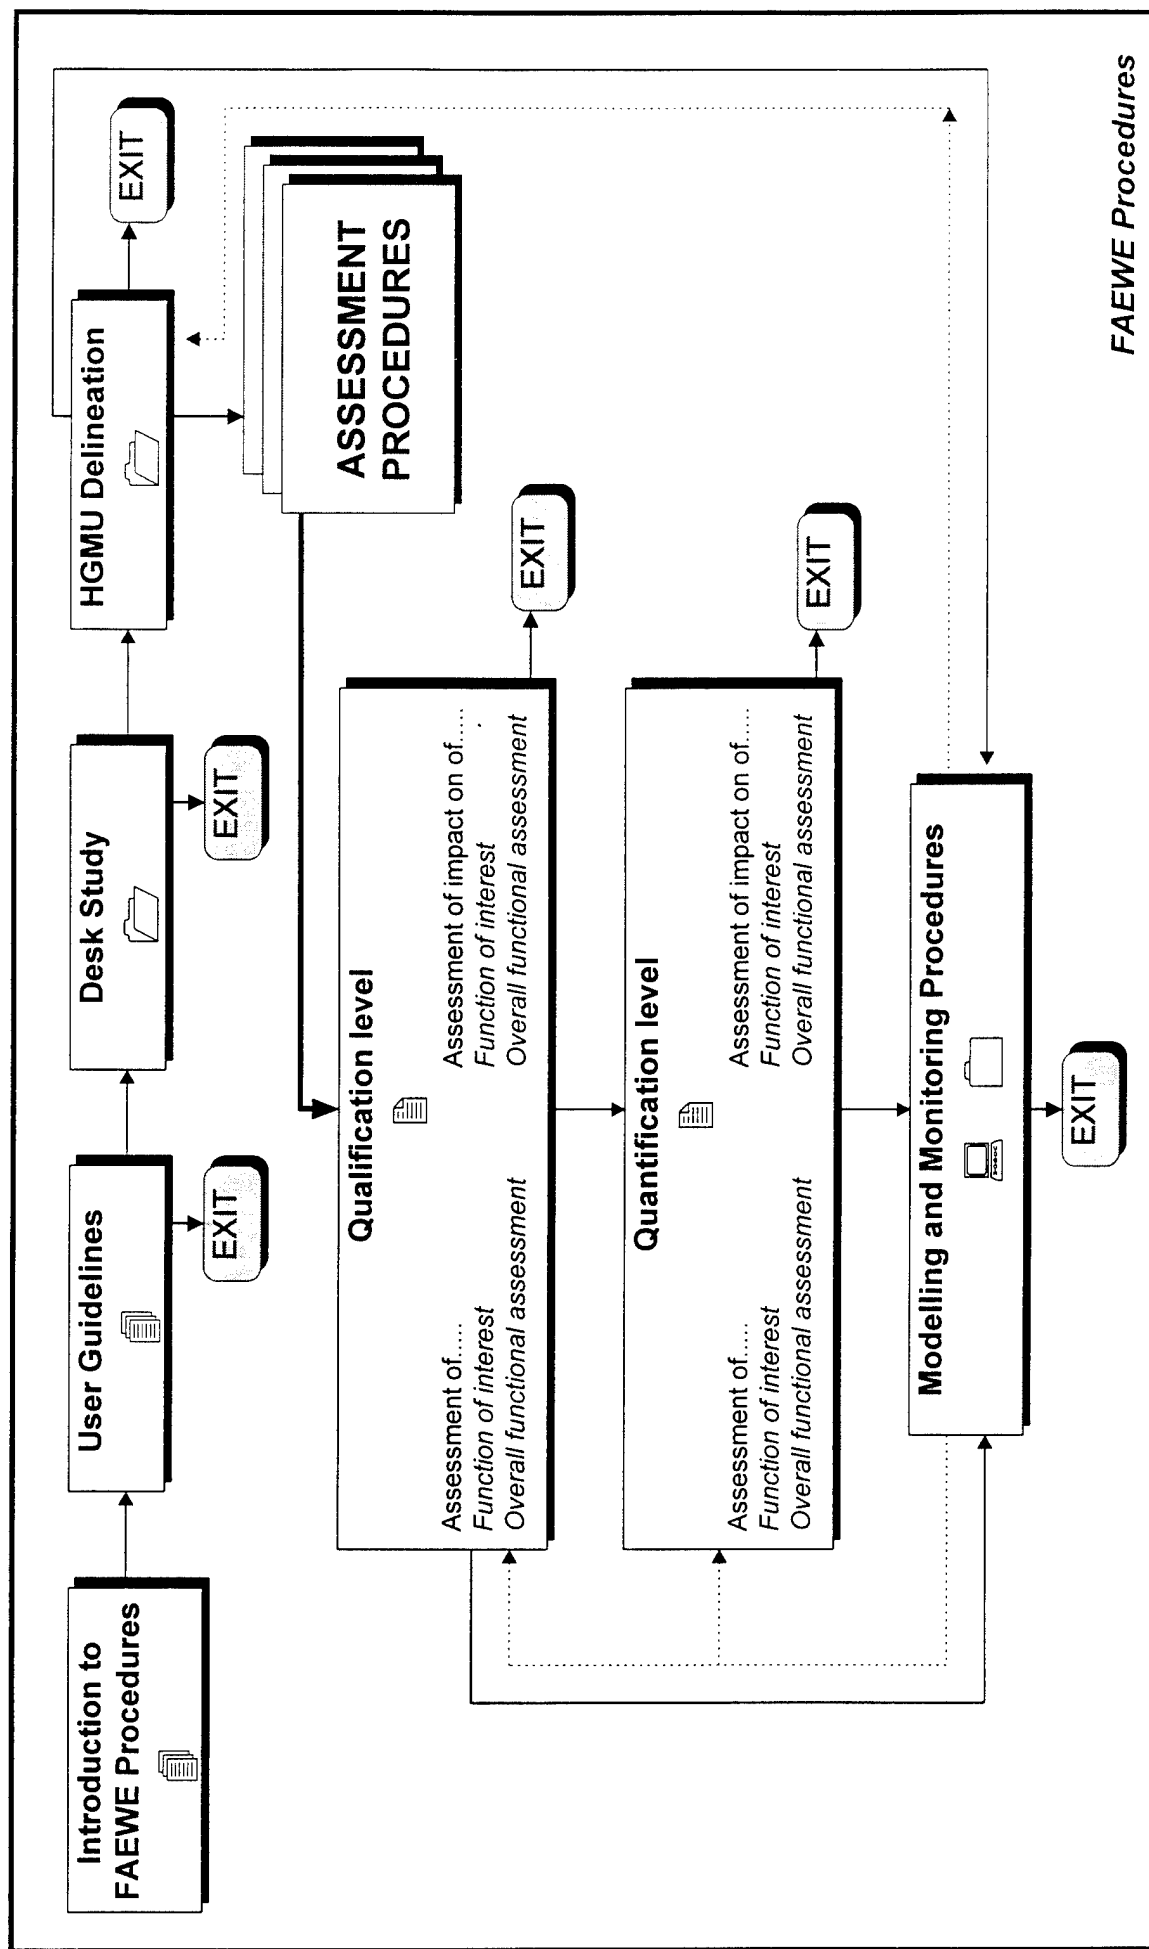 Introduction to
FAEWE Procedures
User Guidelines
EXIT
Desk Study
EXIT
HGMU Delineation
EXIT
ASSESSMENT
PROCEDURES
Qualification level
Assessment of.....
Function of interest
Overall functional assessment
Assessment of impact on of.....
Function of interest
Overall functional assessment
EXIT
Quantification level
Assessment of.....
Function of interest
Overall functional assessment
Assessment of impact on of.....
Function of interest
Overall functional assessment
EXIT
Modelling and Monitoring Procedures
EXIT
FAEWE Procedures